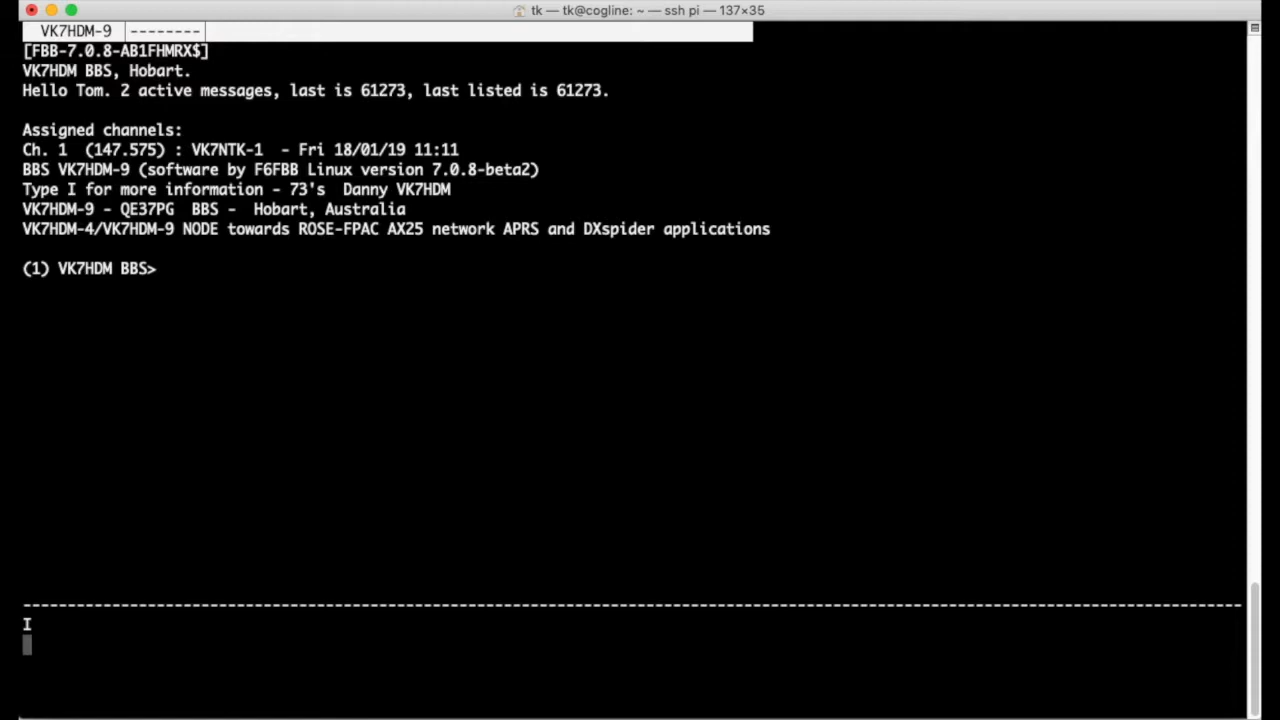 tk — tk@cogline: ~ — ssh pi — 137×35
VK7HDM-9 --------
[FBB-7.0.8-AB1FHMRX$]
VK7HDM BBS, Hobart.
Hello Tom. 2 active messages, last is 61273, last listed is 61273.
Assigned channels:
Ch. 1  (147.575) : VK7NTK-1  - Fri 18/01/19 11:11
BBS VK7HDM-9 (software by F6FBB Linux version 7.0.8-beta2)
Type I for more information - 73's  Danny VK7HDM
VK7HDM-9 - QE37PG  BBS -  Hobart, Australia
VK7HDM-4/VK7HDM-9 NODE towards ROSE-FPAC AX25 network APRS and DXspider applications
(1) VK7HDM BBS>
I